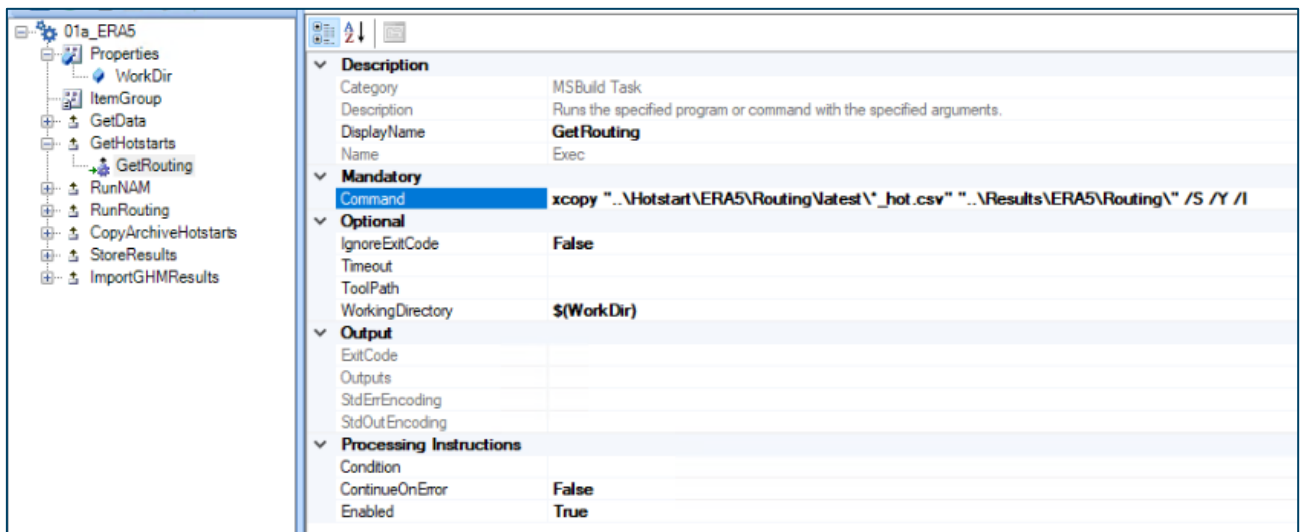 01a_ERA5
Properties
WorkDir
ItemGroup
GetData
GetHotstarts
GetRouting
RunNAM
RunRouting
CopyArchiveHotstarts
StoreResults
ImportGHMResults
Description
Category MSBuild Task
Description Runs the specified program or command with the specified arguments.
DisplayName GetRouting
Name Exec
Mandatory
Command xcopy "..\Hotstart\ERA5\Routing\latest\*_hot.csv" "..\Results\ERA5\Routing\" /S /Y /I
Optional
IgnoreExitCode False
Timeout
ToolPath
WorkingDirectory $(WorkDir)
Output
ExitCode
Outputs
StdErrEncoding
StdOutEncoding
Processing Instructions
Condition
ContinueOnError False
Enabled True